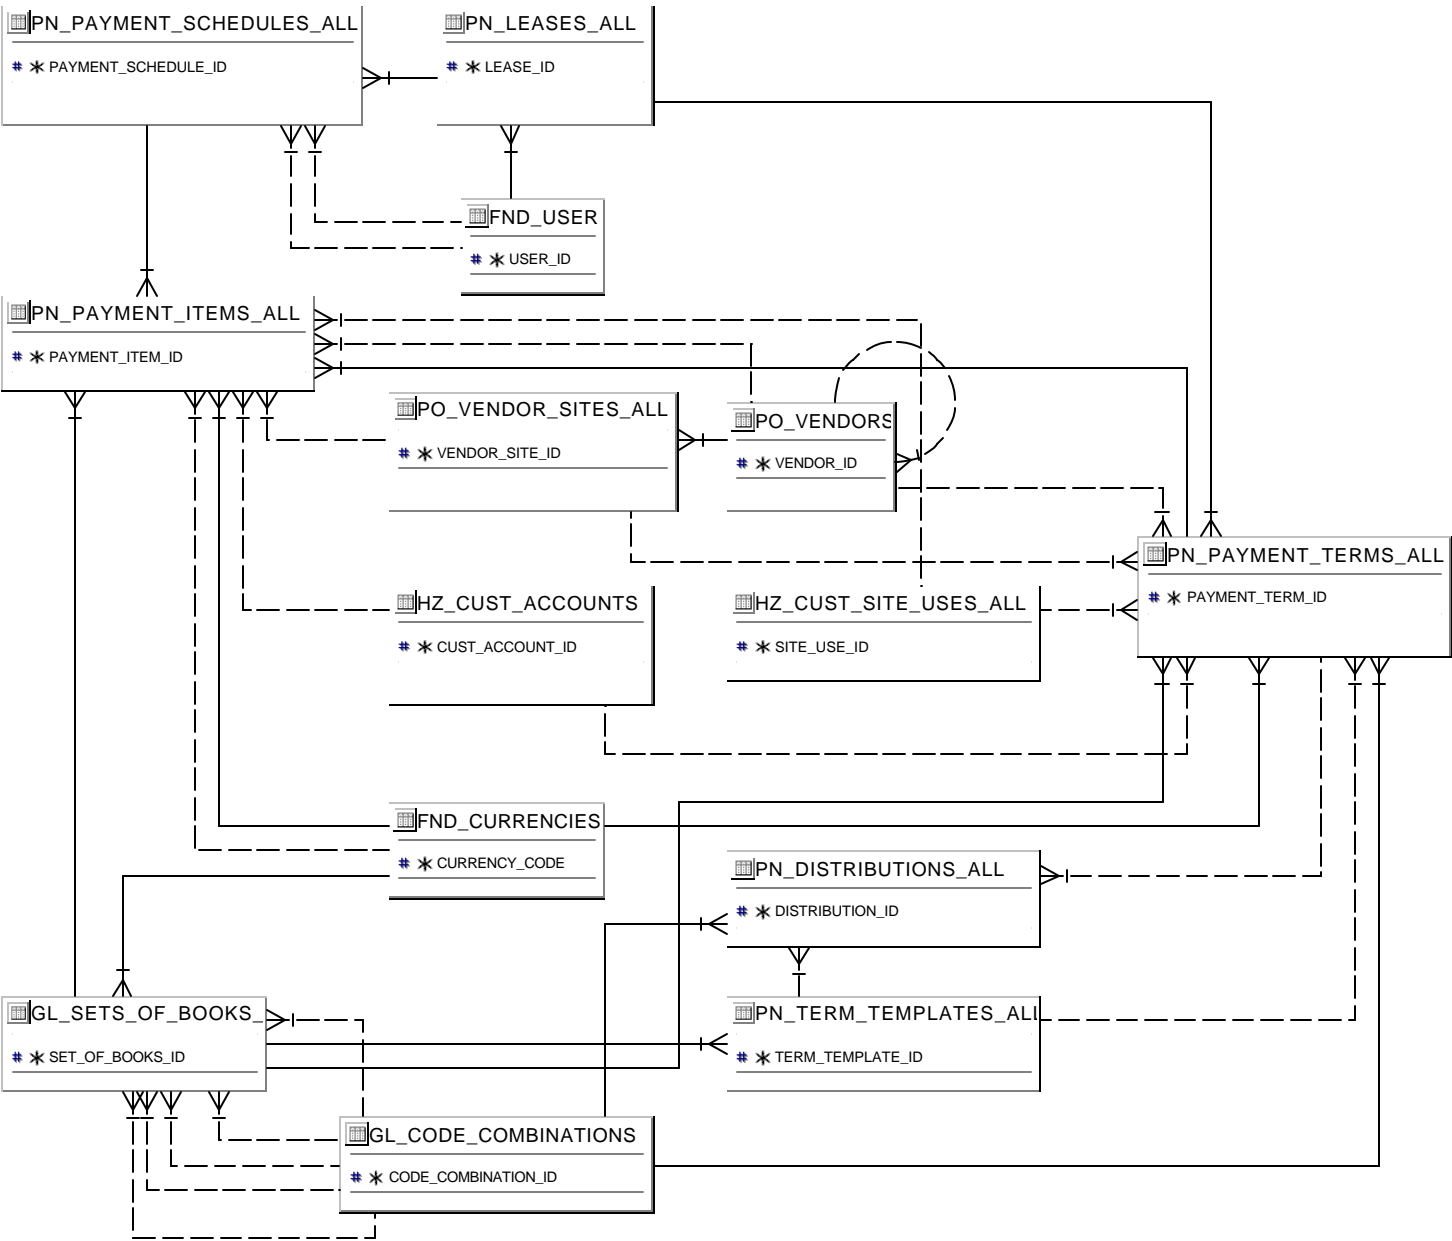 PN_PAYMENT_SCHEDULES_ALL
# * PAYMENT_SCHEDULE_ID
PN_LEASES_ALL
# * LEASE_ID
FND_USER
# * USER_ID
PN_PAYMENT_ITEMS_ALL
# * PAYMENT_ITEM_ID
PO_VENDOR_SITES_ALL
# * VENDOR_SITE_ID
PO_VENDORS
# * VENDOR_ID
PN_PAYMENT_TERMS_ALL
# * PAYMENT_TERM_ID
HZ_CUST_ACCOUNTS
# * CUST_ACCOUNT_ID
HZ_CUST_SITE_USES_ALL
# * SITE_USE_ID
FND_CURRENCIES
# * CURRENCY_CODE
PN_DISTRIBUTIONS_ALL
# * DISTRIBUTION_ID
GL_SETS_OF_BOOKS_
# * SET_OF_BOOKS_ID
PN_TERM_TEMPLATES_ALL
# * TERM_TEMPLATE_ID
GL_CODE_COMBINATIONS
# * CODE_COMBINATION_ID